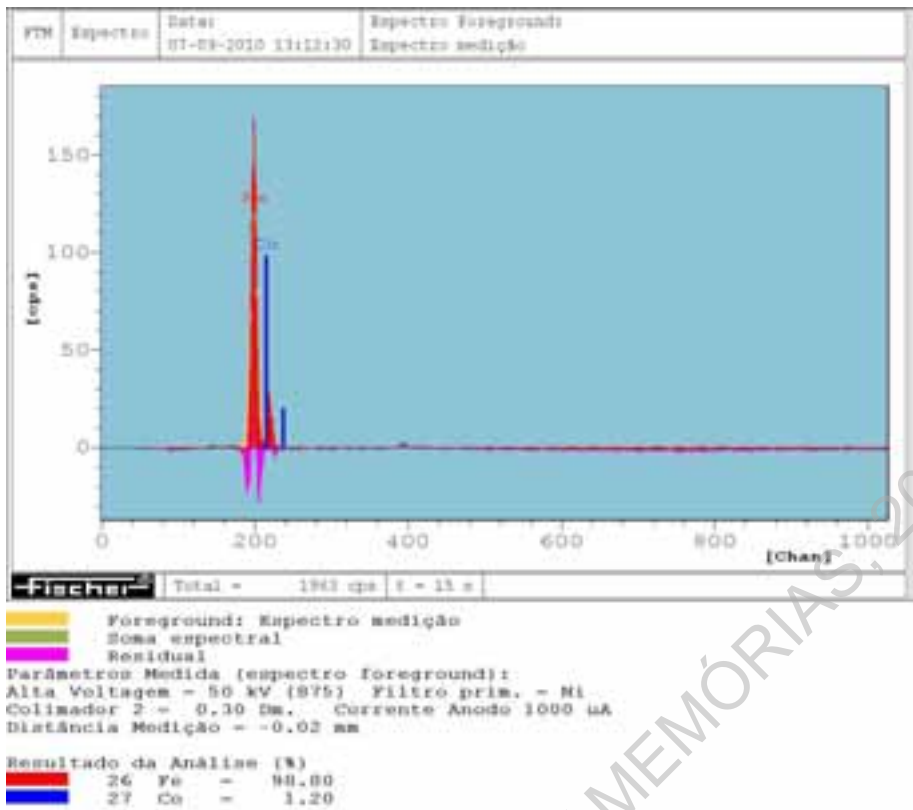 FTM Espectro Data: Espectro Foreground:
07-09-2010 13:12:30 Espectro medição
150
100
50
0
[cps]
Fe
Co
0 200 400 600 800 1000
[Chan]
Fischer Total = 1963 cps t = 15 s
Foreground: Espectro medição
Soma espectral
Residual
Parâmetros Medida (espectro foreground):
Alta Voltagem = 50 kV (875) Filtro prim. = Ni
Colimador 2 = 0.30 Dm. Corrente Anodo 1000 uA
Distância Medição = -0.02 mm
Resultado da Análise (%)
26 Fe = 98.80
27 Co = 1.20
MEMÓRIAS, 20